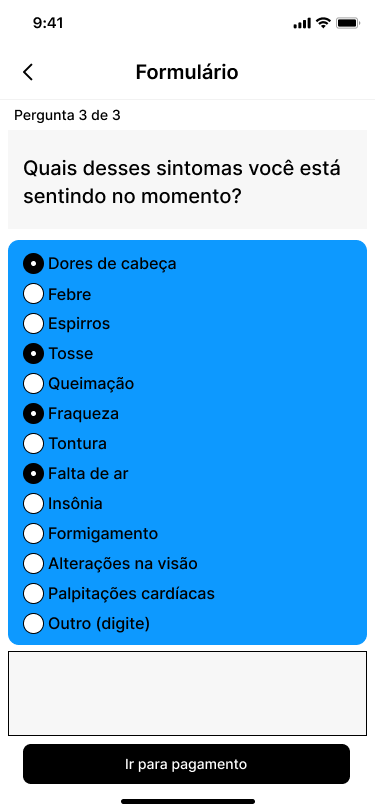 9:41
Formulário
Pergunta 3 de 3
Quais desses sintomas você está
sentindo no momento?
Dores de cabeça
Febre
Espirros
Tosse
Queimação
Fraqueza
Tontura
Falta de ar
Insônia
Formigamento
Alterações na visão
Palpitações cardíacas
Outro (digite)
Ir para pagamento